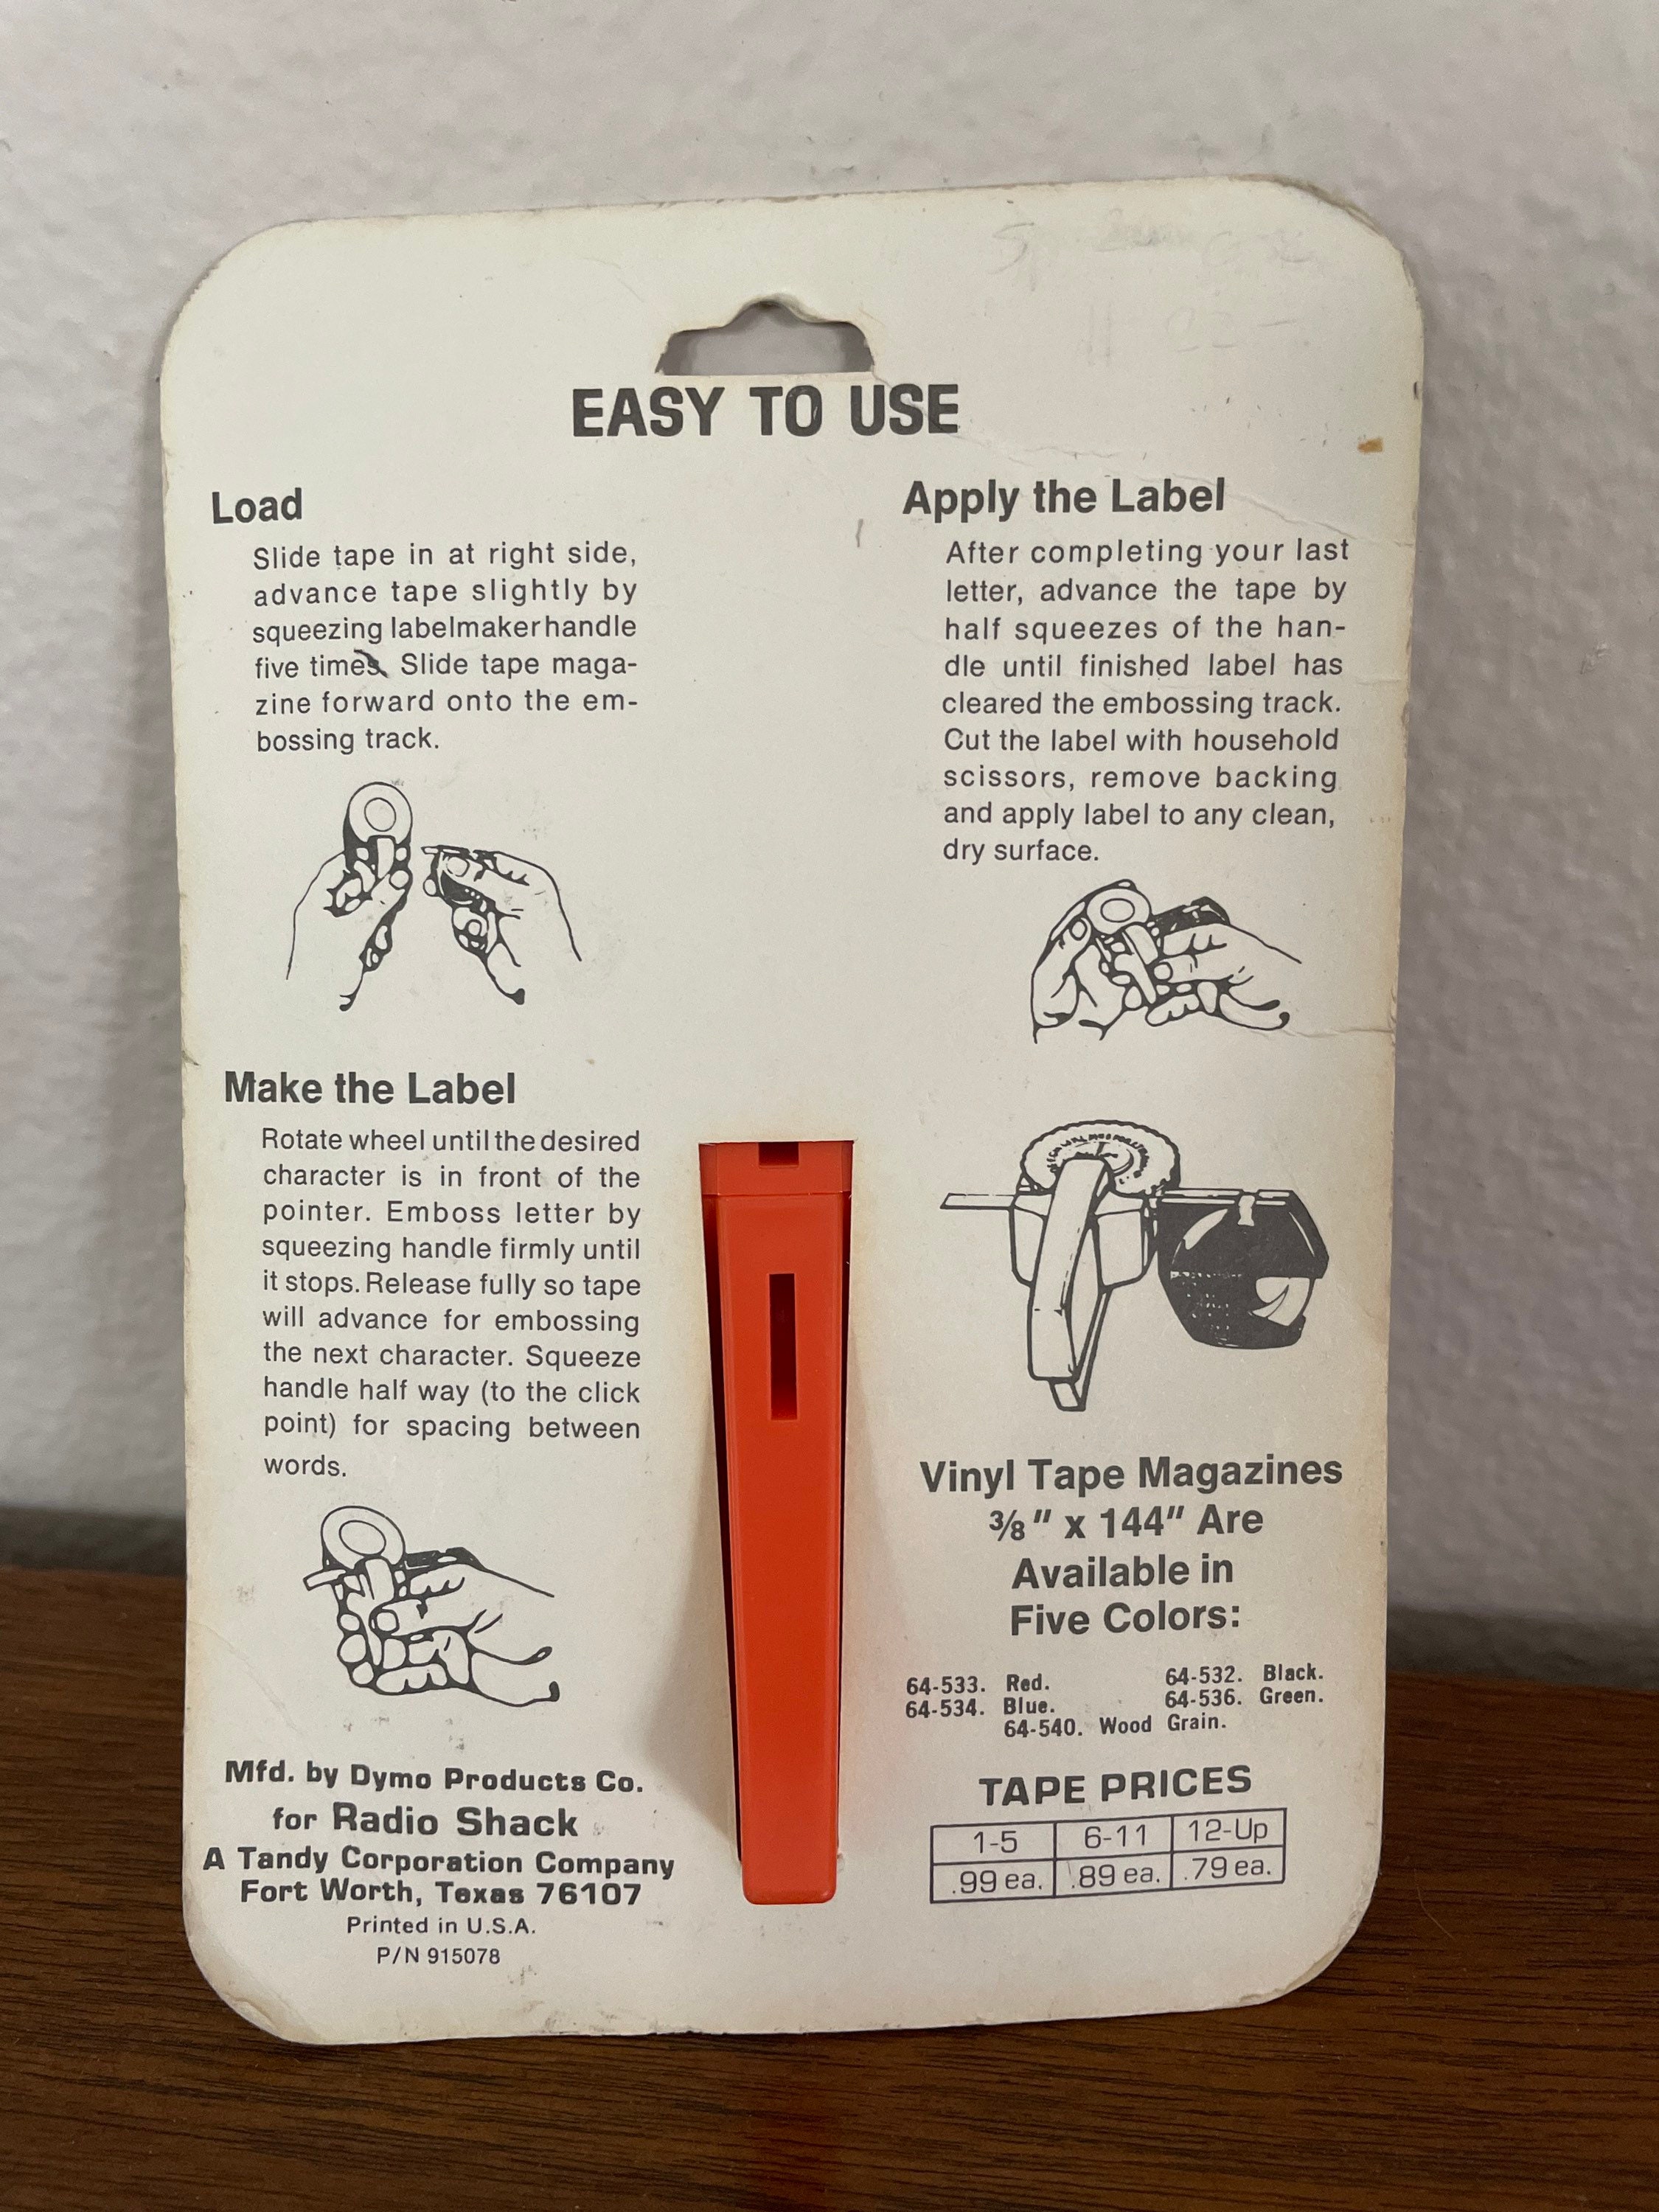 EASY TO USE
Load
Slide tape in at right side,
advance tape slightly by
squeezing labelmaker handle
five times. Slide tape maga-
zine forward onto the em-
bossing track.
Make the Label
Rotate wheel until the desired
character is in front of the
pointer. Emboss letter by
squeezing handle firmly until
it stops. Release fully so tape
will advance for embossing
the next character. Squeeze
handle half way (to the click
point) for spacing between
words.
Mfd. by Dymo Products Co.
for Radio Shack
A Tandy Corporation Company
Fort Worth, Texas 76107
Printed in U.S.A.
P/N 915078
Apply the Label
After completing your last
letter, advance the tape by
half squeezes of the han-
dle until finished label has
cleared the embossing track.
Cut the label with household
scissors, remove backing
and apply label to any clean,
dry surface.
Vinyl Tape Magazines
3/8" x 144" Are
Available in
Five Colors:
64-533. Red. 64-532. Black.
64-534. Blue. 64-536. Green.
64-540. Wood Grain.
TAPE PRICES
1-5 6-11 12-Up
.99 ea. .89 ea. .79 ea.